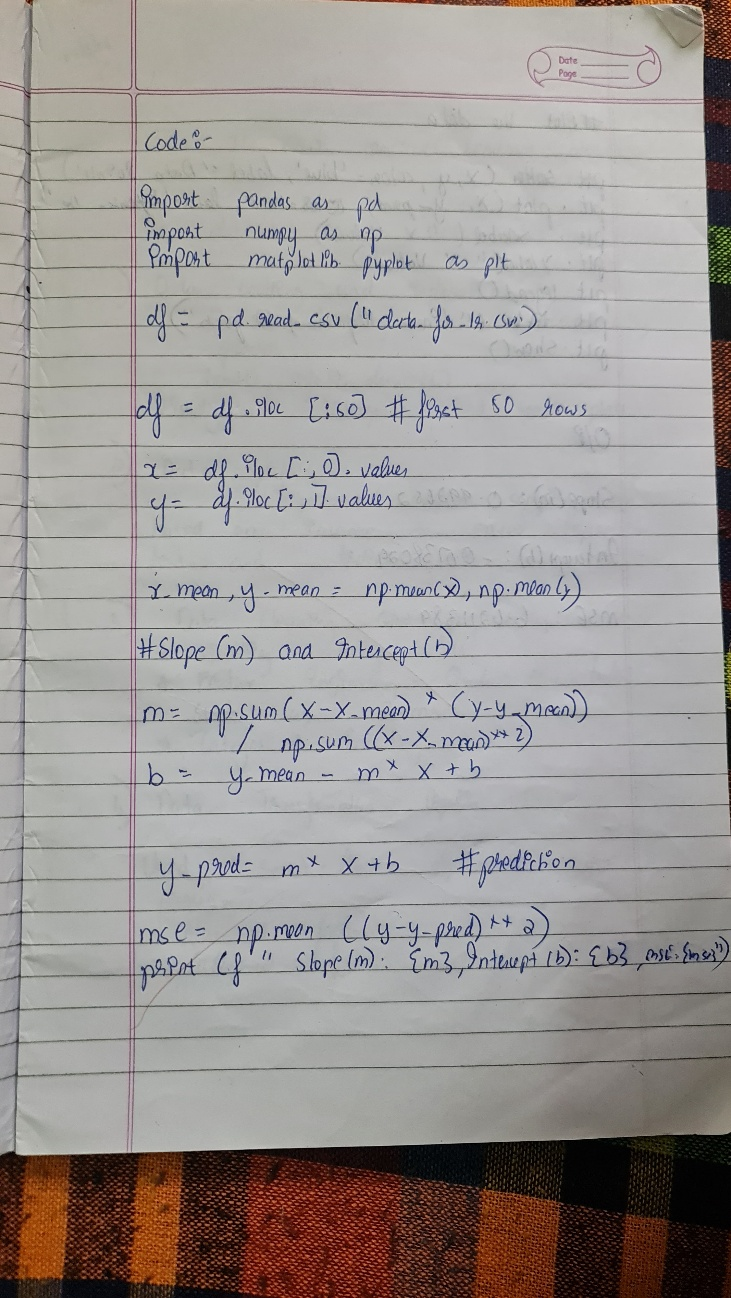 Date
Page
Code :-
import pandas as pd
import numpy as np
import matplotlib. pyplot as plt
df = pd. read_csv ("data_for_lr.csv")
df = df.iloc [:50] # first 50 rows
x = df.iloc [:,0]. values
y = df.iloc [:,1]. values
x_mean, y_mean = np.mean(x), np.mean(y)
#Slope (m) and Intercept(b)
m = np.sum(x-x_mean) * (y-y_mean))
/ np.sum ((x-x_mean)**2)
b = y_mean - m* x + b
y_pred = m* x + b #prediction
mse = np.mean ((y-y_pred)** 2)
print (f " Slope(m): {m}, Intercept (b): {b}, mse: {mse}")